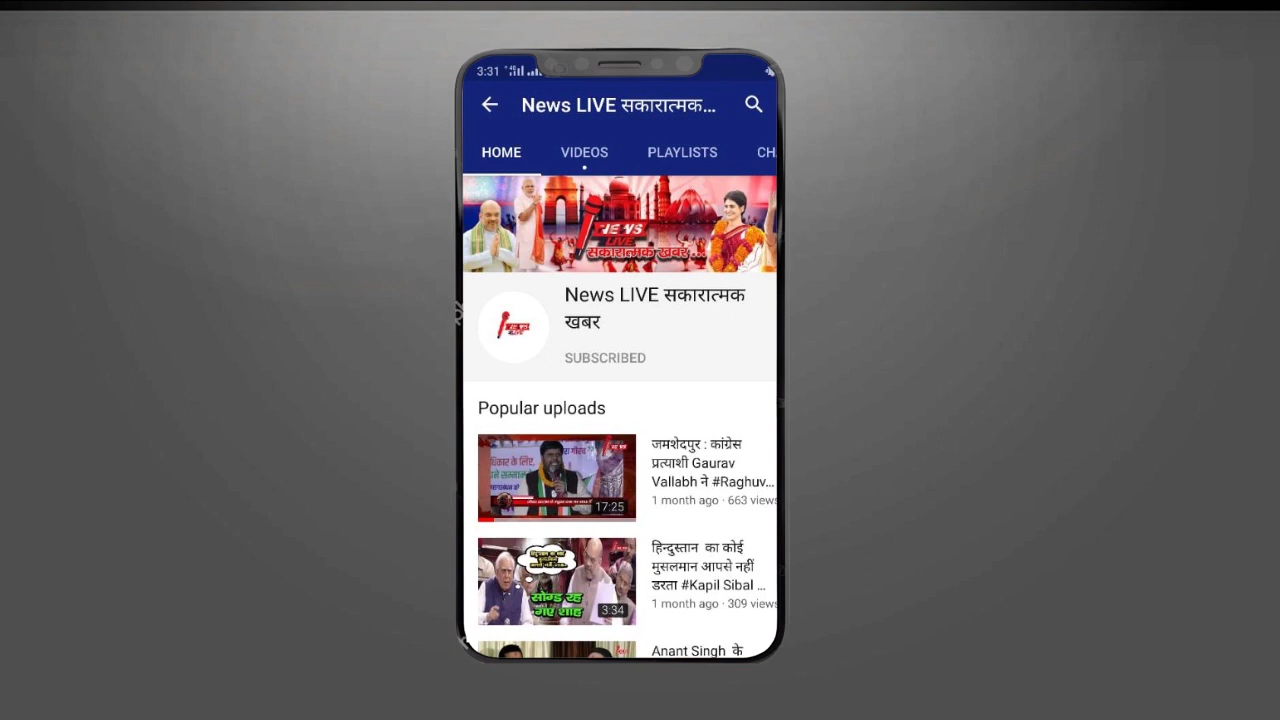 3:31
News LIVE सकारात्मक...
HOME VIDEOS PLAYLISTS CH
NEWS
LIVE
सकारात्मक खबर ...
News LIVE सकारात्मक
खबर
SUBSCRIBED
Popular uploads
जमशेदपुर : कांग्रेस
प्रत्याशी Gaurav
Vallabh ने #Raghuv...
1 month ago · 663 views
17:25
हिन्दुस्तान का कोई
मुसलमान आपसे नहीं
डरता #Kapil Sibal ...
1 month ago · 309 views
रह
गए शाह
3:34
Anant Singh के